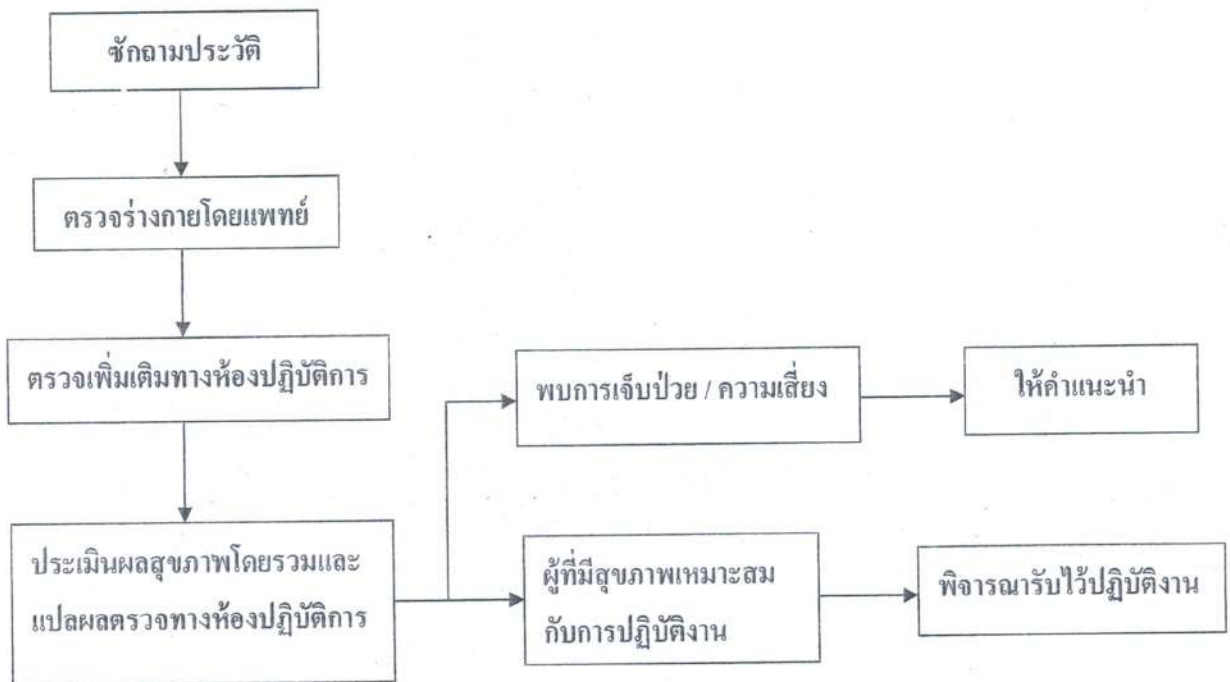 ซักถามประวัติ
ตรวจร่างกายโดยแพทย์
ตรวจเพิ่มเติมทางห้องปฏิบัติการ
พบการเจ็บป่วย / ความเสี่ยง
ให้คำแนะนำ
ประเมินผลสุขภาพโดยรวมและ
แปลผลตรวจทางห้องปฏิบัติการ
ผู้ที่มีสุขภาพเหมาะสม
กับการปฏิบัติงาน
พิจารณารับไว้ปฏิบัติงาน